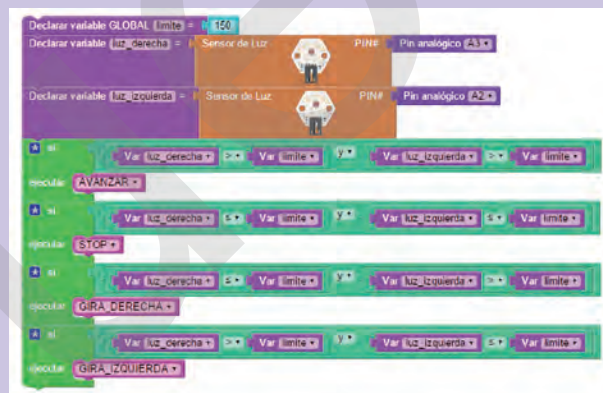 Declarar variable GLOBAL limite = 150
Declarar variable luz_derecha = Sensor de Luz PIN# Pin analógico A3
Declarar variable luz_izquierda = Sensor de Luz PIN# Pin analógico A2
si Var luz_derecha > Var limite y Var luz_izquierda > Var limite
ejecutar AVANZAR
si Var luz_derecha ≤ Var limite y Var luz_izquierda ≤ Var limite
ejecutar STOP
si Var luz_derecha ≤ Var limite y Var luz_izquierda > Var limite
ejecutar GIRA_DERECHA
si Var luz_derecha > Var limite y Var luz_izquierda ≤ Var limite
ejecutar GIRA_IZQUIERDA